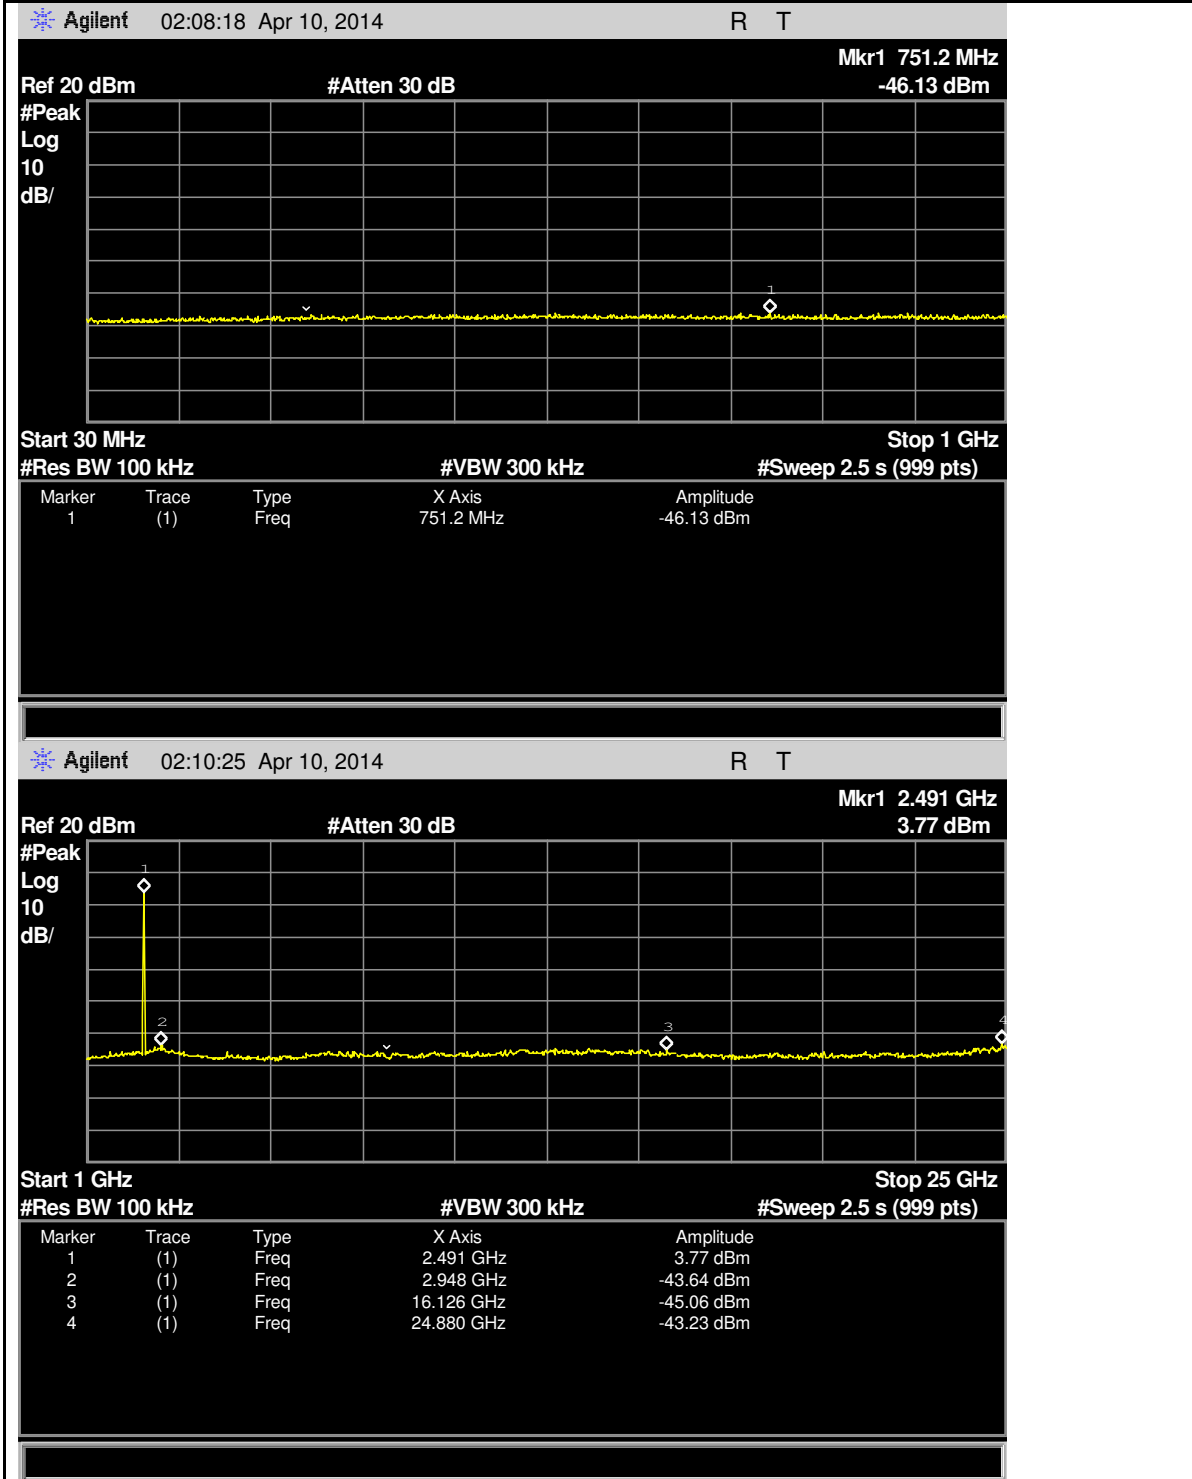 Agilent 02:08:18 Apr 10, 2014 R T
Mkr1 751.2 MHz
Ref 20 dBm #Atten 30 dB -46.13 dBm
#Peak
Log
10
dB/
1
Start 30 MHz Stop 1 GHz
#Res BW 100 kHz #VBW 300 kHz #Sweep 2.5 s (999 pts)
Marker Trace Type X Axis Amplitude
1 (1) Freq 751.2 MHz -46.13 dBm
Agilent 02:10:25 Apr 10, 2014 R T
Mkr1 2.491 GHz
Ref 20 dBm #Atten 30 dB 3.77 dBm
#Peak
Log
10
dB/
1
2 3 4
Start 1 GHz Stop 25 GHz
#Res BW 100 kHz #VBW 300 kHz #Sweep 2.5 s (999 pts)
Marker Trace Type X Axis Amplitude
1 (1) Freq 2.491 GHz 3.77 dBm
2 (1) Freq 2.948 GHz -43.64 dBm
3 (1) Freq 16.126 GHz -45.06 dBm
4 (1) Freq 24.880 GHz -43.23 dBm